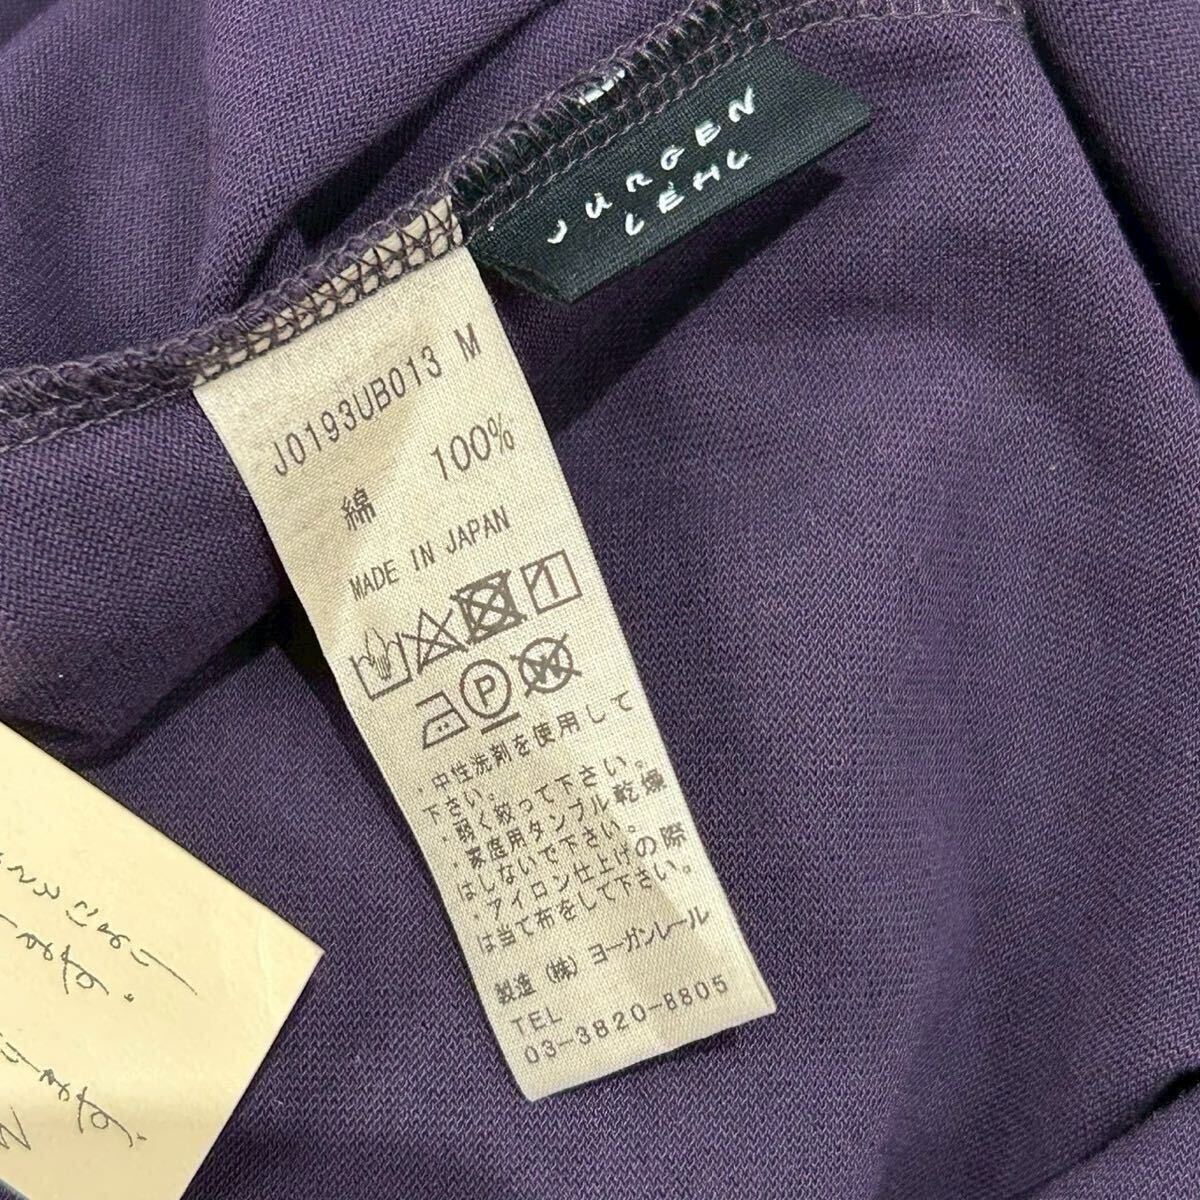 JURGEN
LEHL
J0193UB013 M
綿 100%
MADE IN JAPAN
P W
・中性洗剤を使用して
下さい。
・弱く絞って下さい。
・家庭用タンブル乾燥
はしないで下さい。
・アイロン仕上げの際
は当て布をして下さい。
製造 (株) ヨーガンレール
TEL
03-3820-8805